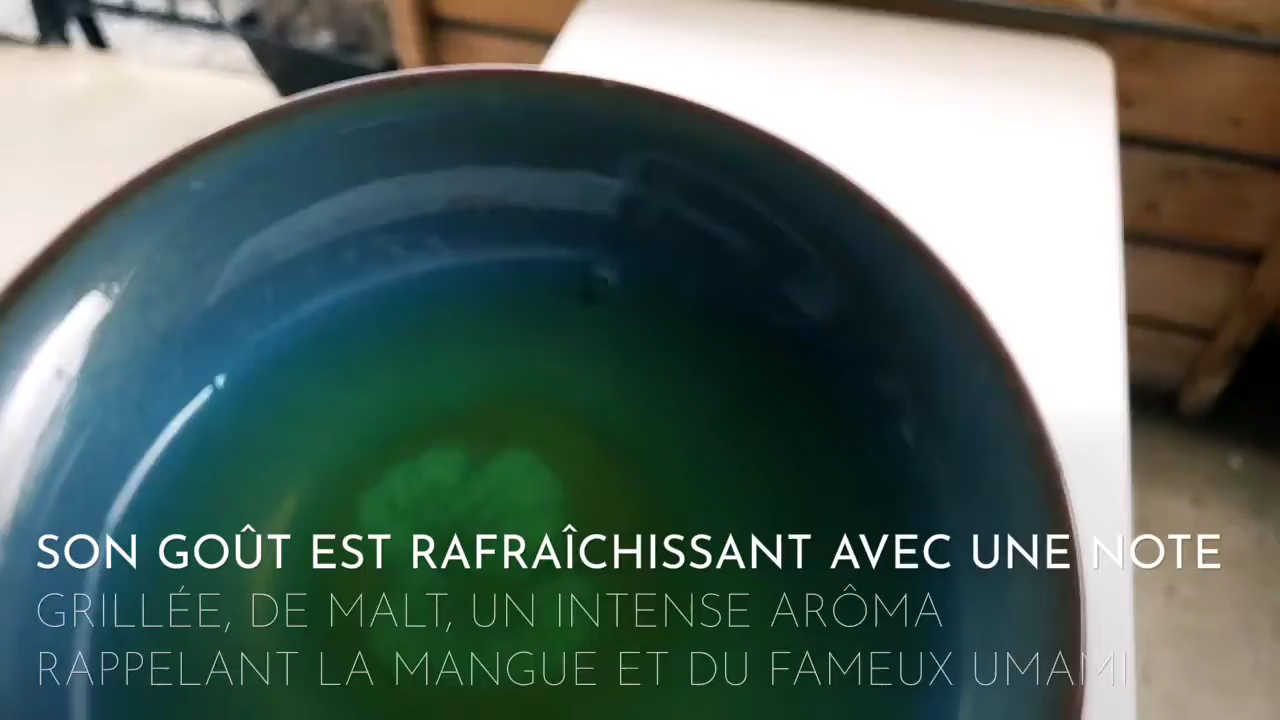 SON GOÛT EST RAFRAÎCHISSANT AVEC UNE NOTE
GRILLÉE, DE MALT, UN INTENSE ARÔMA
RAPPELANT LA MANGUE ET DU FAMEUX UMAMI